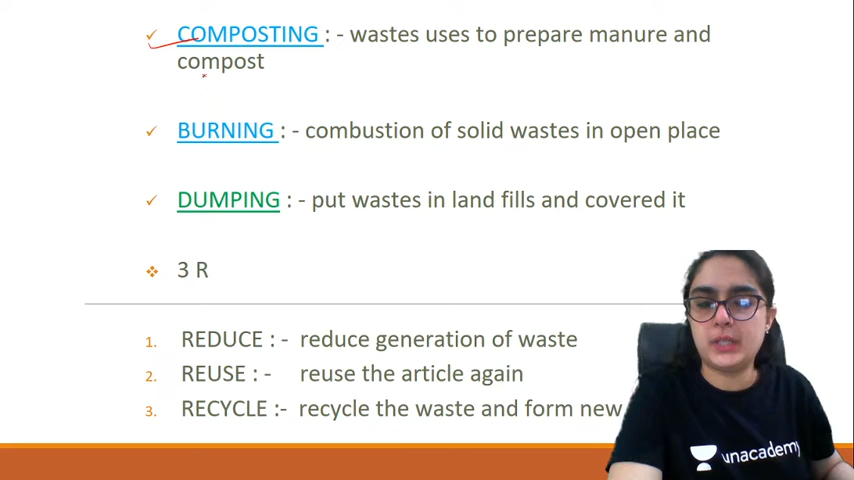 COMPOSTING : - wastes uses to prepare manure and
compost
BURNING : - combustion of solid wastes in open place
DUMPING : - put wastes in land fills and covered it
3 R
1. REDUCE : - reduce generation of waste
2. REUSE : - reuse the article again
3. RECYCLE :- recycle the waste and form new
unacademy